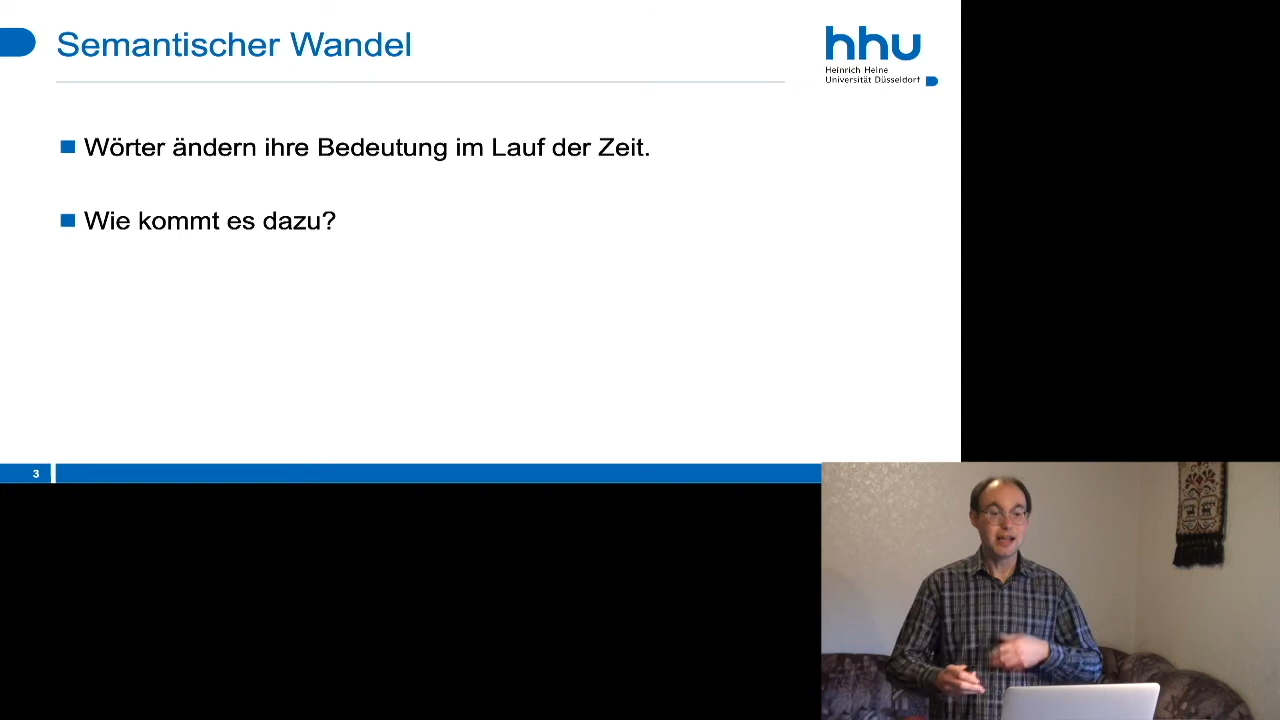 Semantischer Wandel
hhu
Heinrich Heine
Universität Düsseldorf
Wörter ändern ihre Bedeutung im Lauf der Zeit.
Wie kommt es dazu?
3